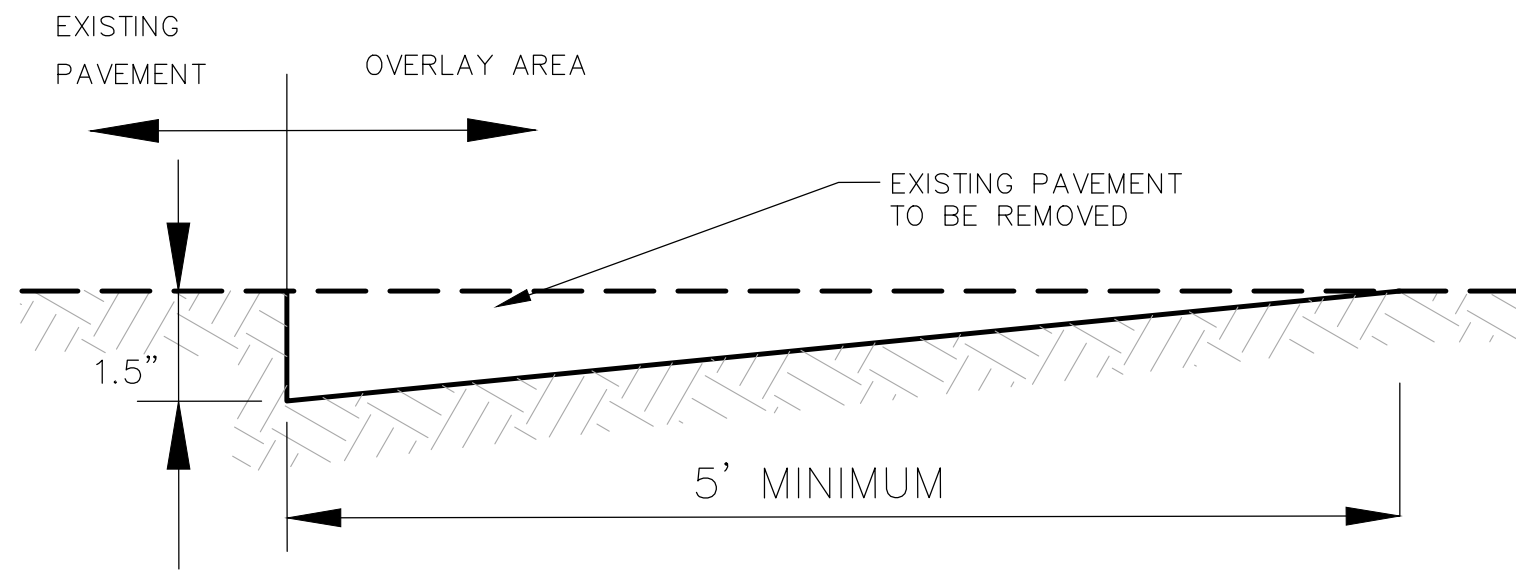 EXISTING
PAVEMENT
OVERLAY AREA
EXISTING PAVEMENT
TO BE REMOVED
1.5”
5’ MINIMUM